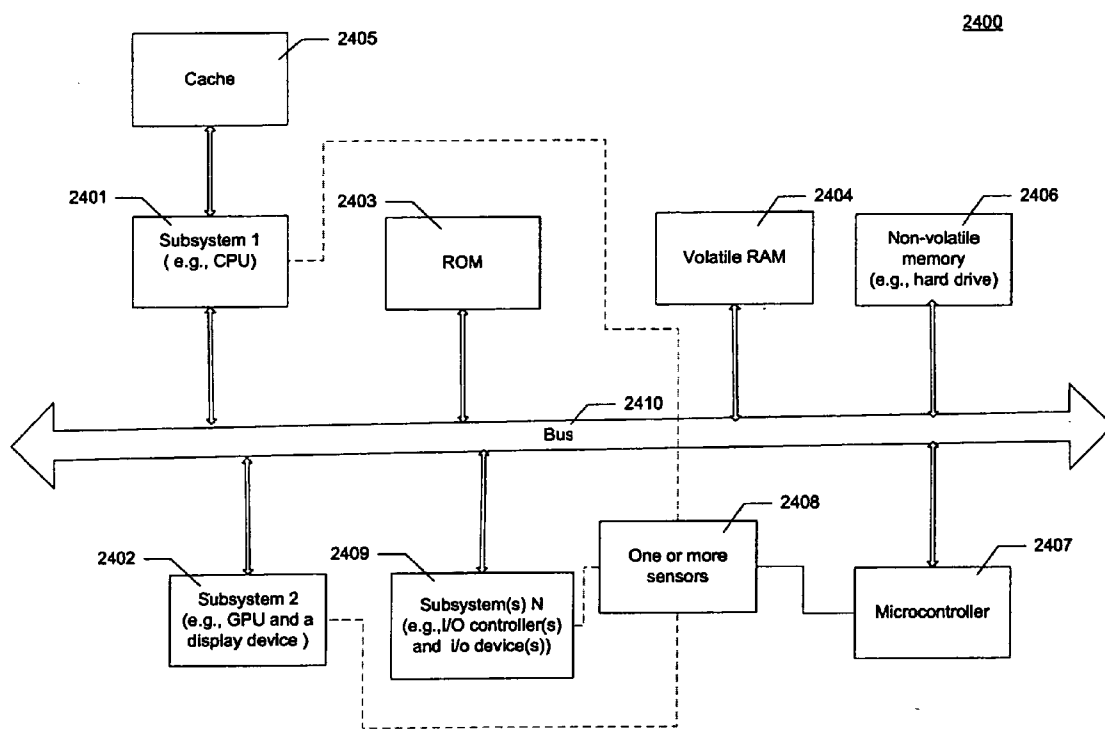 2400
2405
Cache
2401
2403
2404
2406
Subsystem 1
( e.g., CPU)
ROM
Volatile RAM
Non-volatile
memory
(e.g., hard drive)
2410
Bus
2402
2409
2408
2407
One or more
sensors
Subsystem 2
(e.g., GPU and a
display device )
Subsystem(s) N
(e.g.,I/O controller(s)
and I/o device(s))
Microcontroller